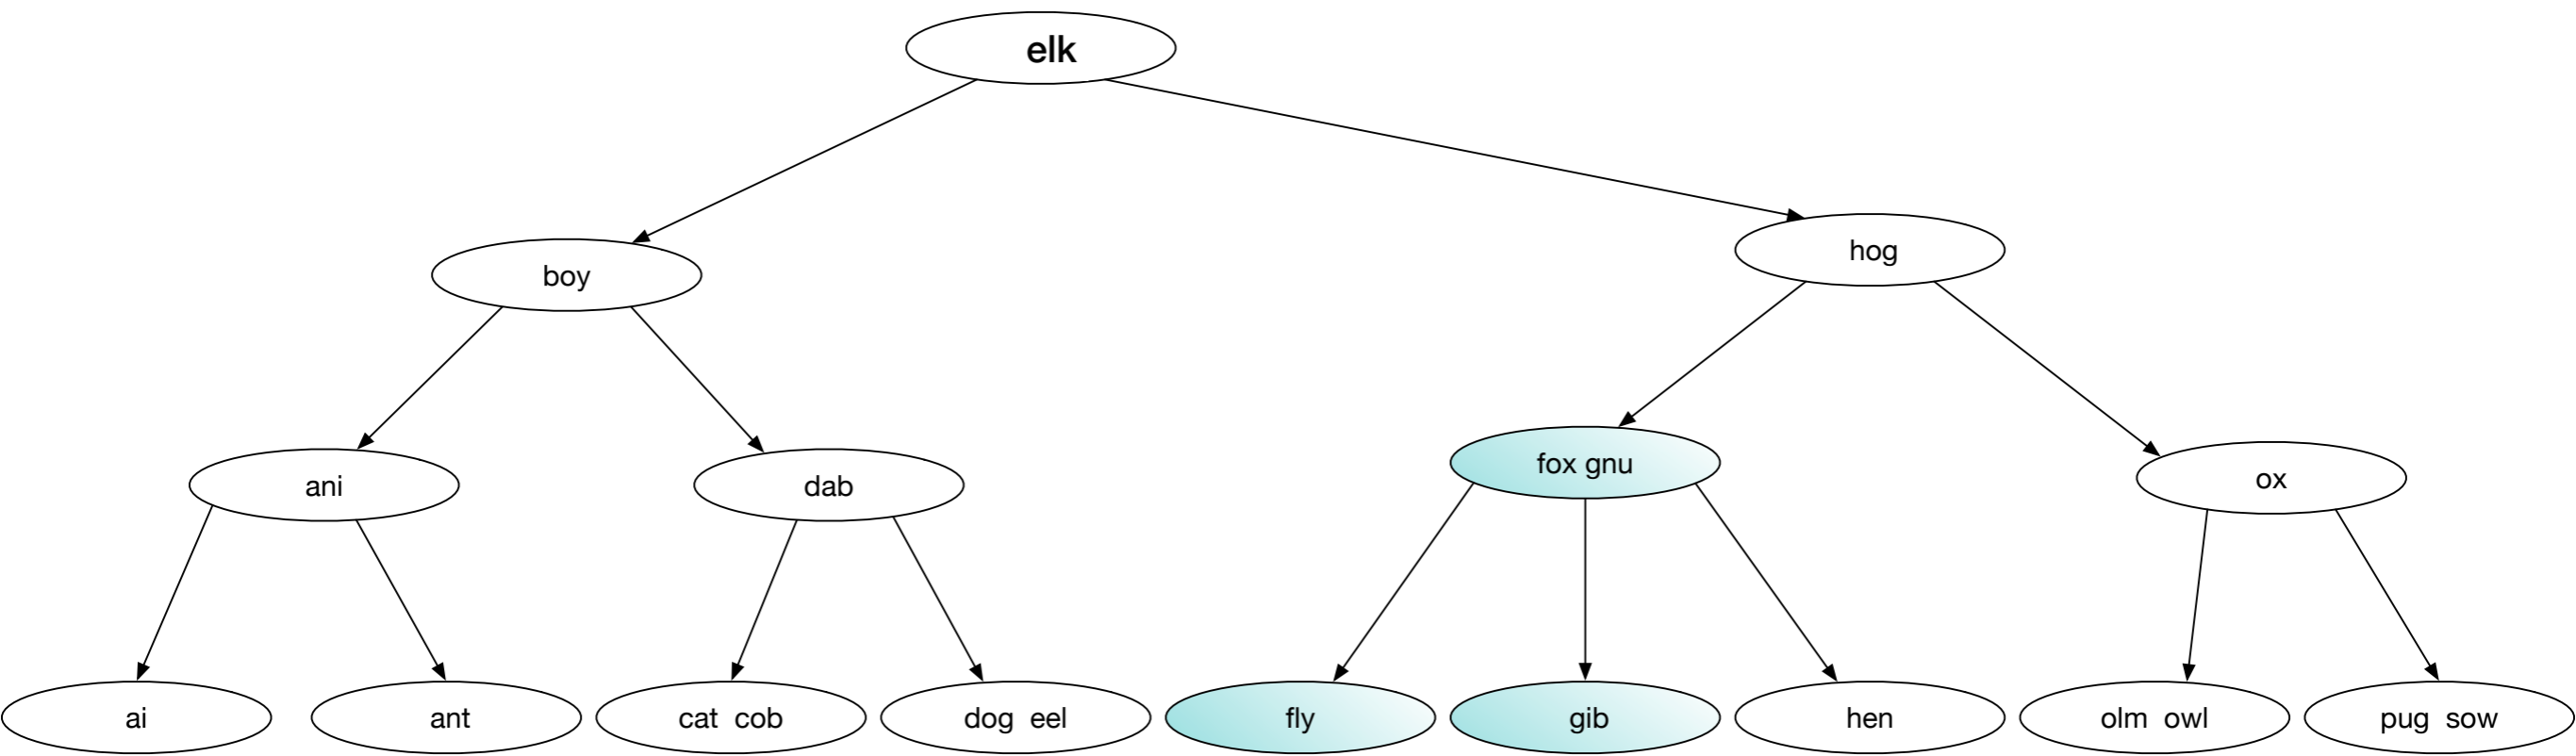 elk
boy
hog
ani
dab
fox gnu
ox
ai
ant
cat cob
dog eel
fly
gib
hen
olm owl
pug sow